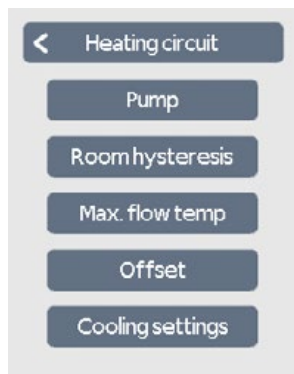 Heating circuit
Pump
Room hysteresis
Max. flow temp
Offset
Cooling settings